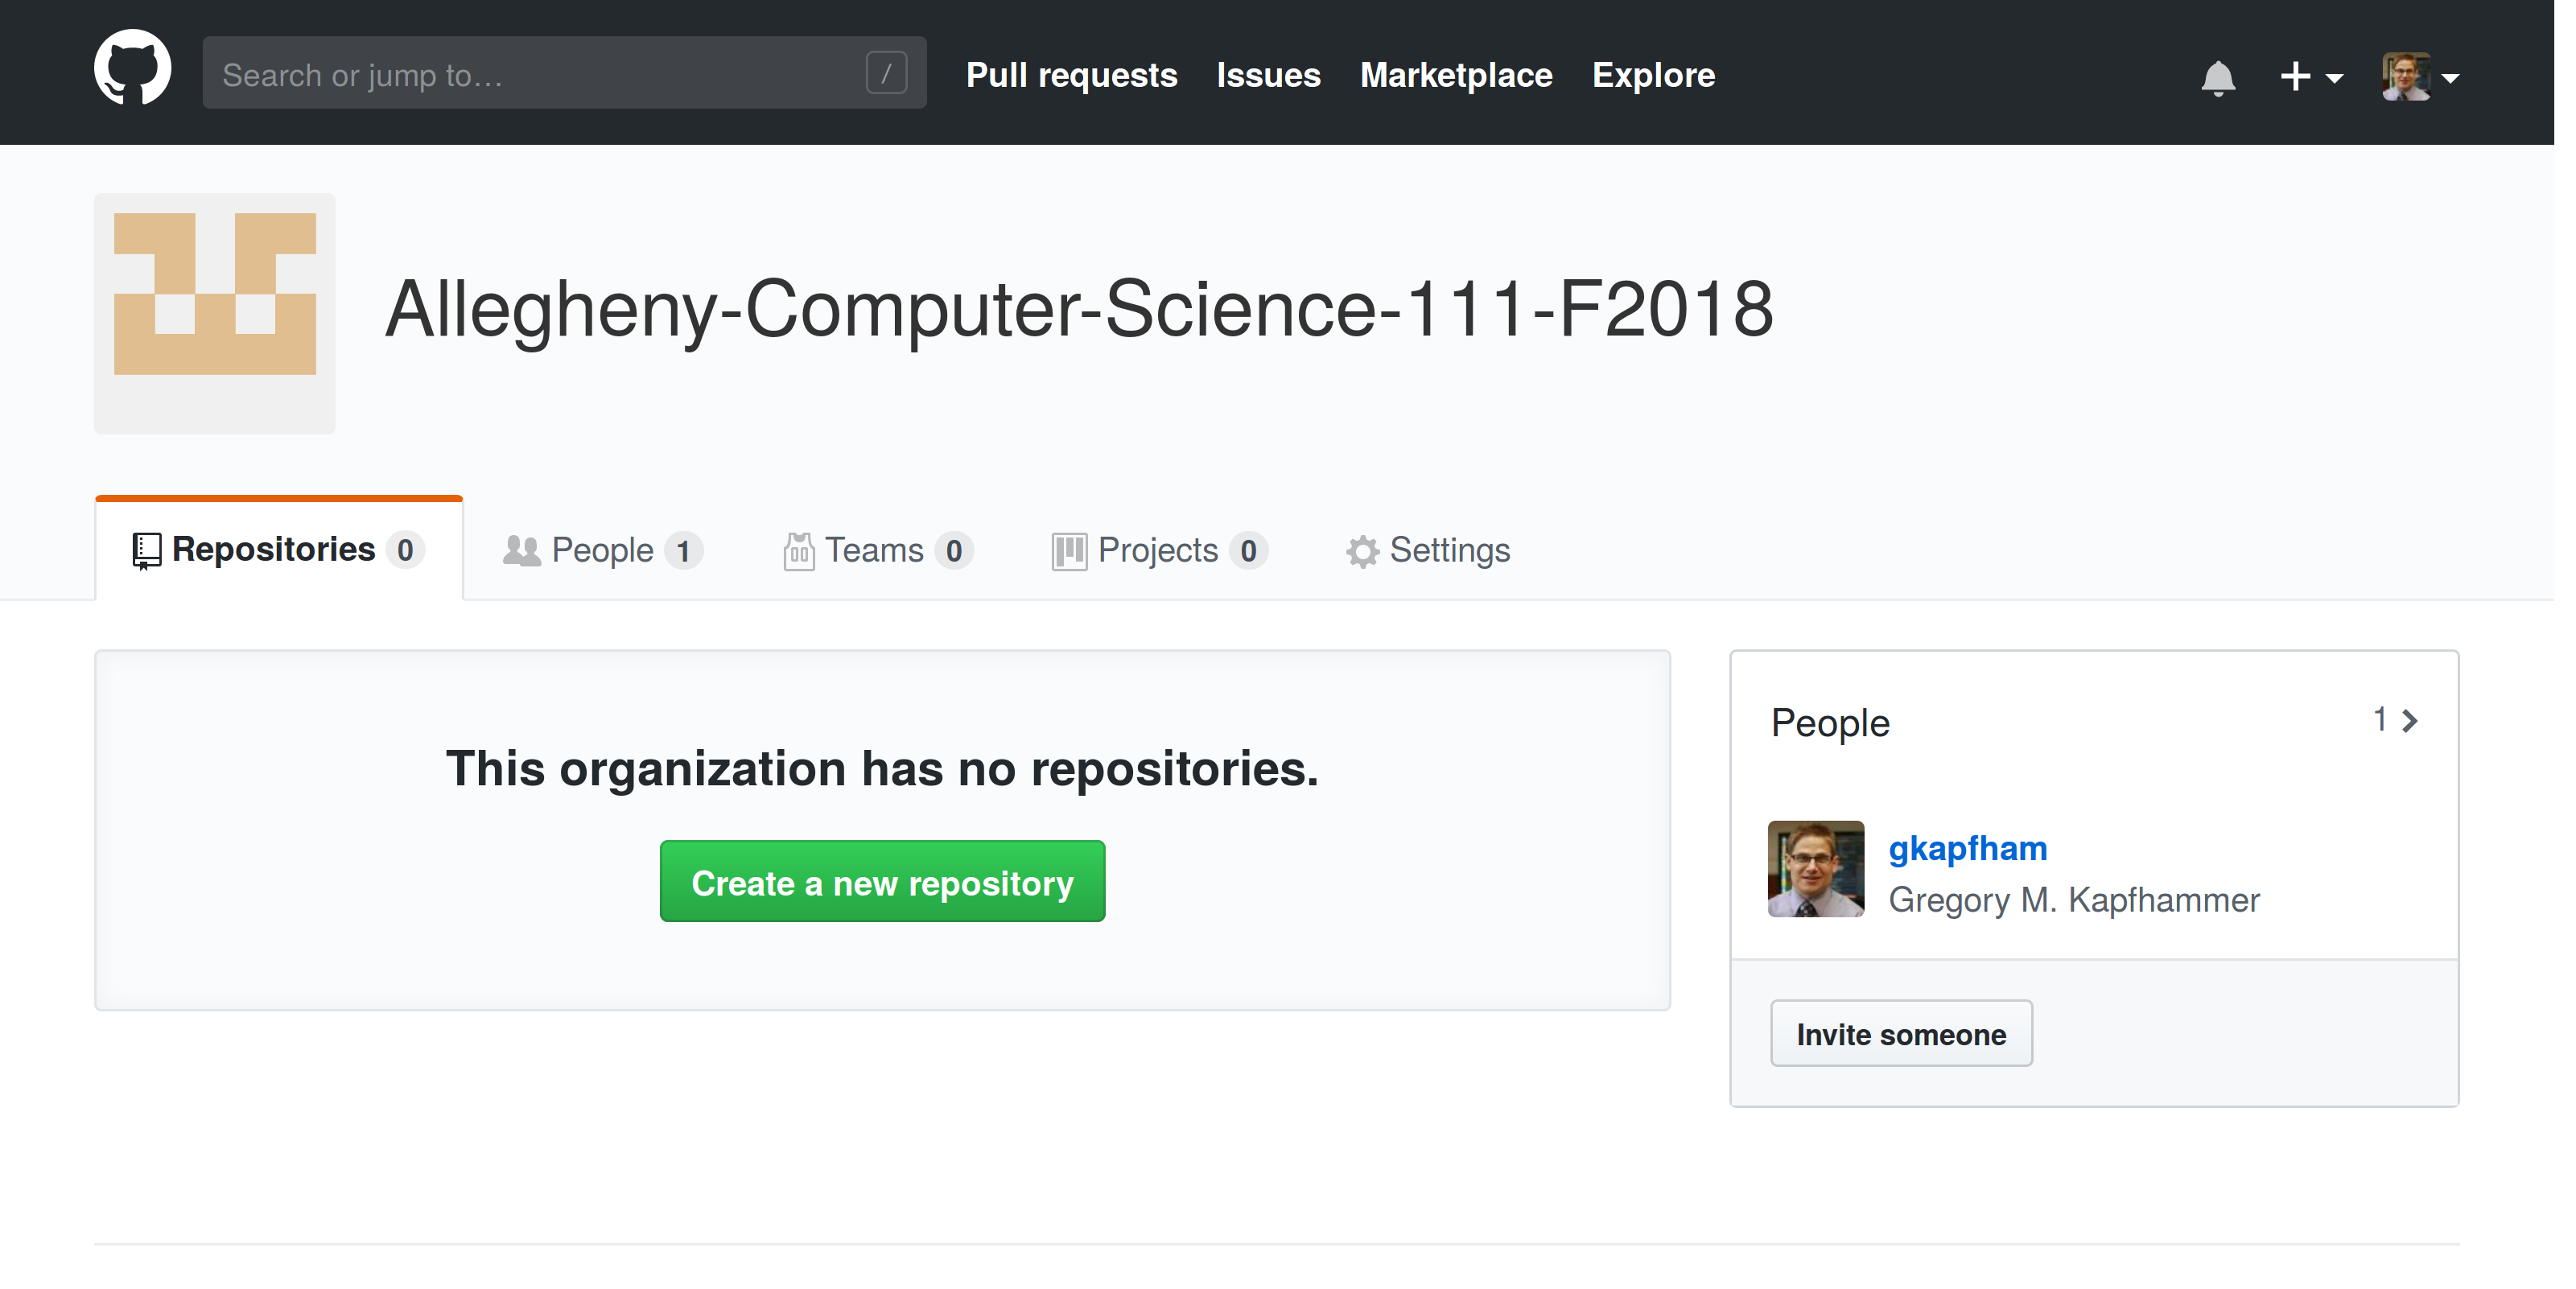 Search or jump to… / Pull requests Issues Marketplace Explore
Allegheny-Computer-Science-111-F2018
Repositories 0 People 1 Teams 0 Projects 0 Settings
This organization has no repositories.
Create a new repository
People 1
gkapfham
Gregory M. Kapfhammer
Invite someone